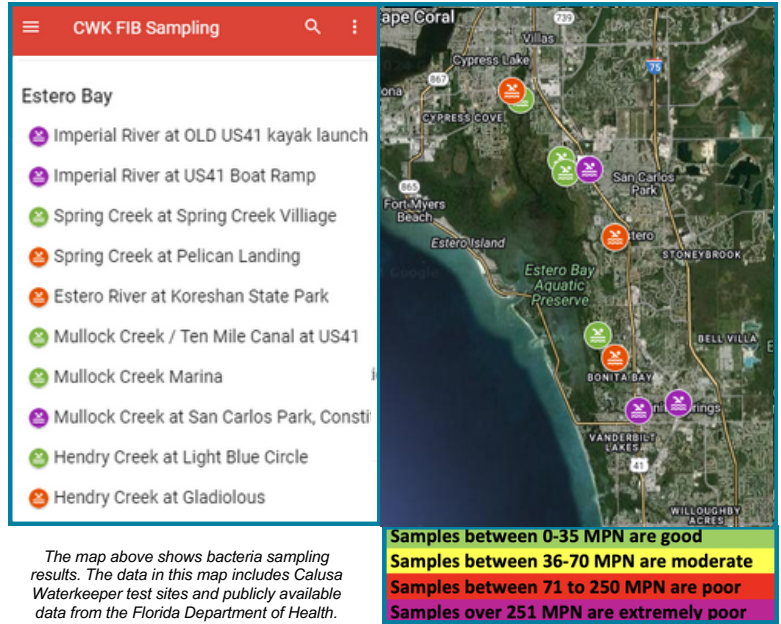 CWK FIB Sampling
Estero Bay
Imperial River at OLD US41 kayak launch
Imperial River at US41 Boat Ramp
Spring Creek at Spring Creek Villiage
Spring Creek at Pelican Landing
Estero River at Koreshan State Park
Mullock Creek / Ten Mile Canal at US41
Mullock Creek Marina
Mullock Creek at San Carlos Park, Consti
Hendry Creek at Light Blue Circle
Hendry Creek at Gladiolous
The map above shows bacteria sampling
results. The data in this map includes Calusa
Waterkeeper test sites and publicly available
data from the Florida Department of Health.
ape Coral
739
Villas
Cypress Lake
75
867
ona
CYPRESS COVE
865
San Carlos
Park
Fort Myers
Beach
Estero Island
stero
STONEYBROOK
Google
Estero Bay
Aquatic
Preserve
BELL VILLA
E
BONITA BAY
ni
rings
VANDERBILT
LAKES
41
WILLOUGHBY
ACRES
Samples between 0-35 MPN are good
Samples between 36-70 MPN are moderate
Samples between 71 to 250 MPN are poor
Samples over 251 MPN are extremely poor